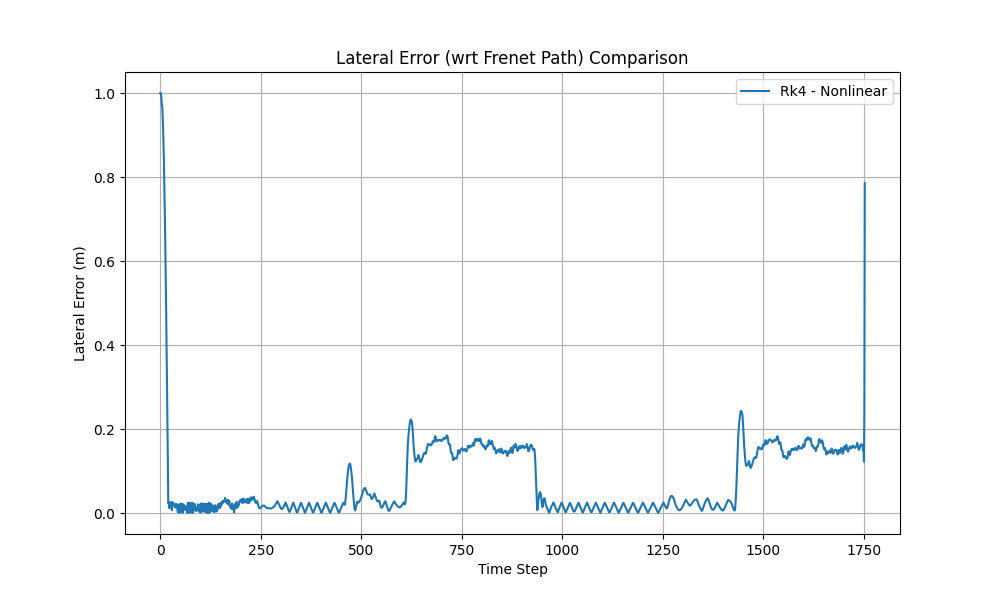 Lateral Error (wrt Frenet Path) Comparison
Rk4 - Nonlinear
Lateral Error (m)
1.0
0.8
0.6
0.4
0.2
0.0
0 250 500 750 1000 1250 1500 1750
Time Step